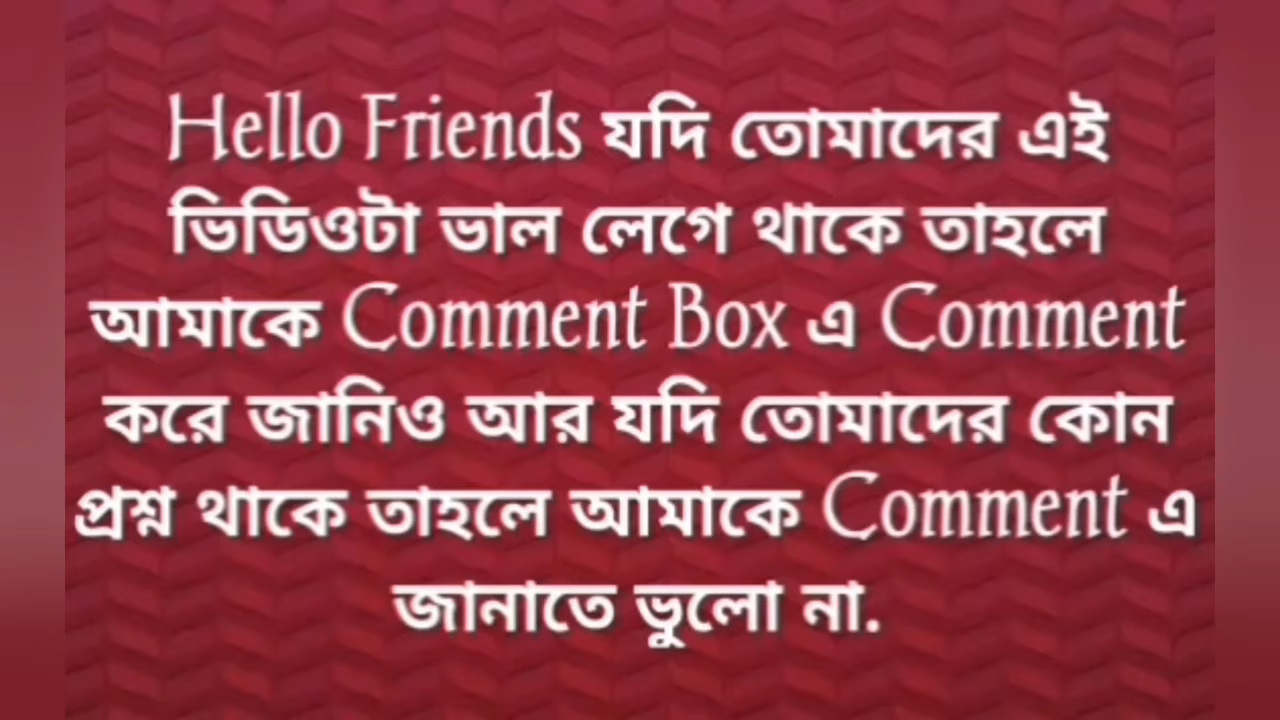 Hello Friends যদি তোমাদের এই
ভিডিওটা ভাল লেগে থাকে তাহলে
আমাকে Comment Box এ Comment
করে জানিও আর যদি তোমাদের কোন
প্রশ্ন থাকে তাহলে আমাকে Comment এ
জানাতে ভুলো না.